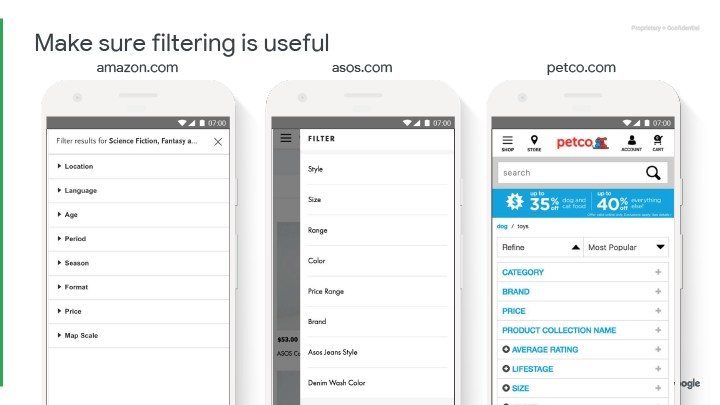 Proprietary + Confidential
Make sure filtering is useful
amazon.com
asos.com
petco.com
07:00
Filter results for Science Fiction, Fantasy a...
Location
Language
Age
Period
Season
Format
Price
Map Scale
07:00
FILTER
Style
Size
Range
Color
Price Range
Brand
Asos Jeans Style
Denim Wash Color
$53.00
ASOS Ca
07:00
SHOP
STORE
petco
ACCOUNT
CART
search
up to
35% off
dog and
cat food
up to
40% off
everything
else!
dog / toys
Refine
Most Popular
CATEGORY +
BRAND +
PRICE +
PRODUCT COLLECTION NAME +
AVERAGE RATING +
LIFESTAGE +
SIZE +
ogle